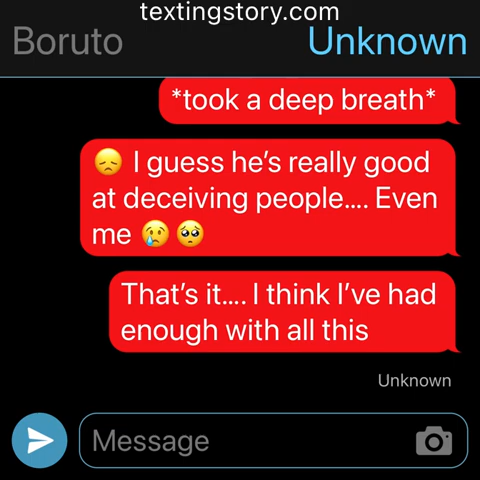 textingstory.com
Boruto Unknown
*took a deep breath*
😞 I guess he's really good
at deceiving people.... Even
me 😢 🥺
That's it.... I think I've had
enough with all this
Unknown
Message